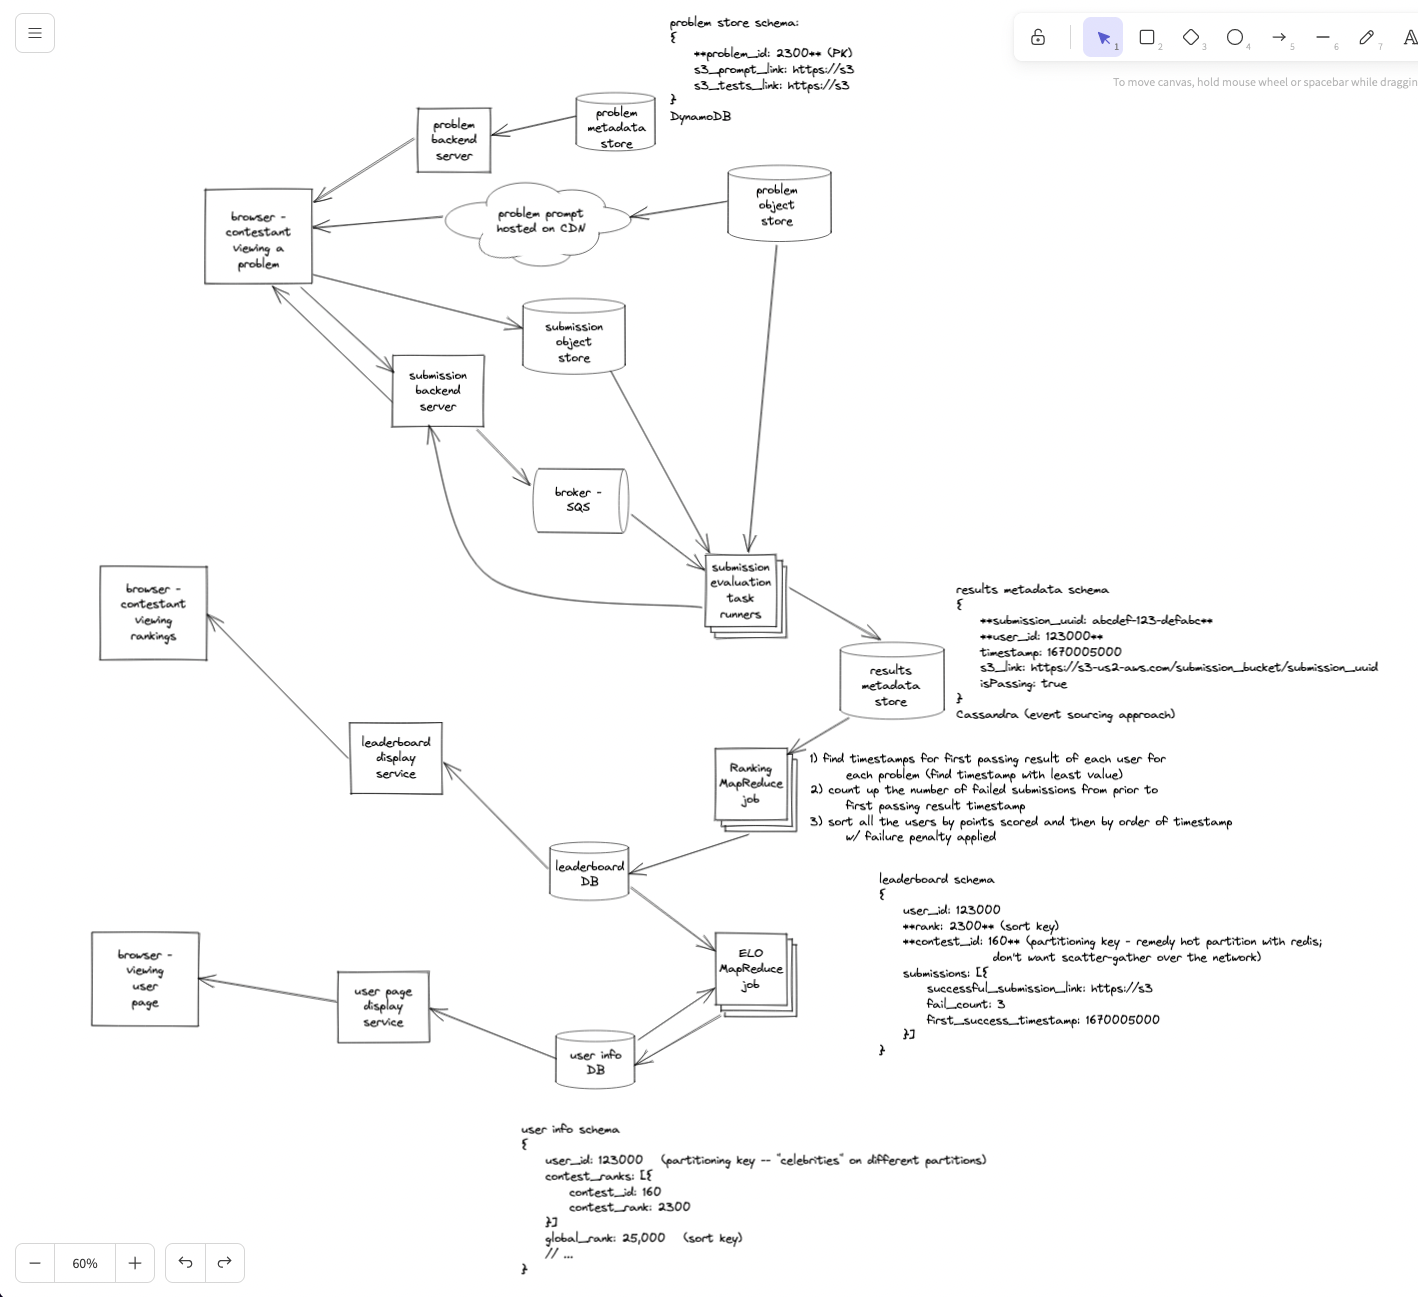 problem store schema:
{
**problem_id: 2300** (PK)
s3_prompt_link: https://s3
s3_tests_link: https://s3
}
DynamoDB
1
2
3
4
5
6
7
To move canvas, hold mouse wheel or spacebar while draggin
problem
backend
server
problem
metadata
store
browser -
contestant
viewing a
problem
problem prompt
hosted on CDN
problem
object
store
submission
object
store
submission
backend
server
broker -
SQS
submission
evaluation
task
runners
browser -
contestant
viewing
rankings
results metadata schema
{
**submission_uuid: abcdef-123-defabc**
**user_id: 123000**
timestamp: 1670005000
s3_link: https://s3-us2-aws.com/submission_bucket/submission_uuid
isPassing: true
}
Cassandra (event sourcing approach)
results
metadata
store
leaderboard
display
service
Ranking
MapReduce
job
1) find timestamps for first passing result of each user for
each problem (find timestamp with least value)
2) count up the number of failed submissions from prior to
first passing result timestamp
3) sort all the users by points scored and then by order of timestamp
w/ failure penalty applied
leaderboard
DB
leaderboard schema
{
user_id: 123000
**rank: 2300** (sort key)
**contest_id: 160** (partitioning key - remedy hot partition with redis;
don't want scatter-gather over the network)
submissions: [{
successful_submission_link: https://s3
fail_count: 3
first_success_timestamp: 1670005000
}]
}
browser -
viewing
user
page
user page
display
service
ELO
MapReduce
job
user info
DB
user info schema
{
user_id: 123000 (partitioning key -- "celebrities" on different partitions)
contest_ranks: [{
contest_id: 160
contest_rank: 2300
}]
global_rank: 25,000 (sort key)
// ...
}
60%